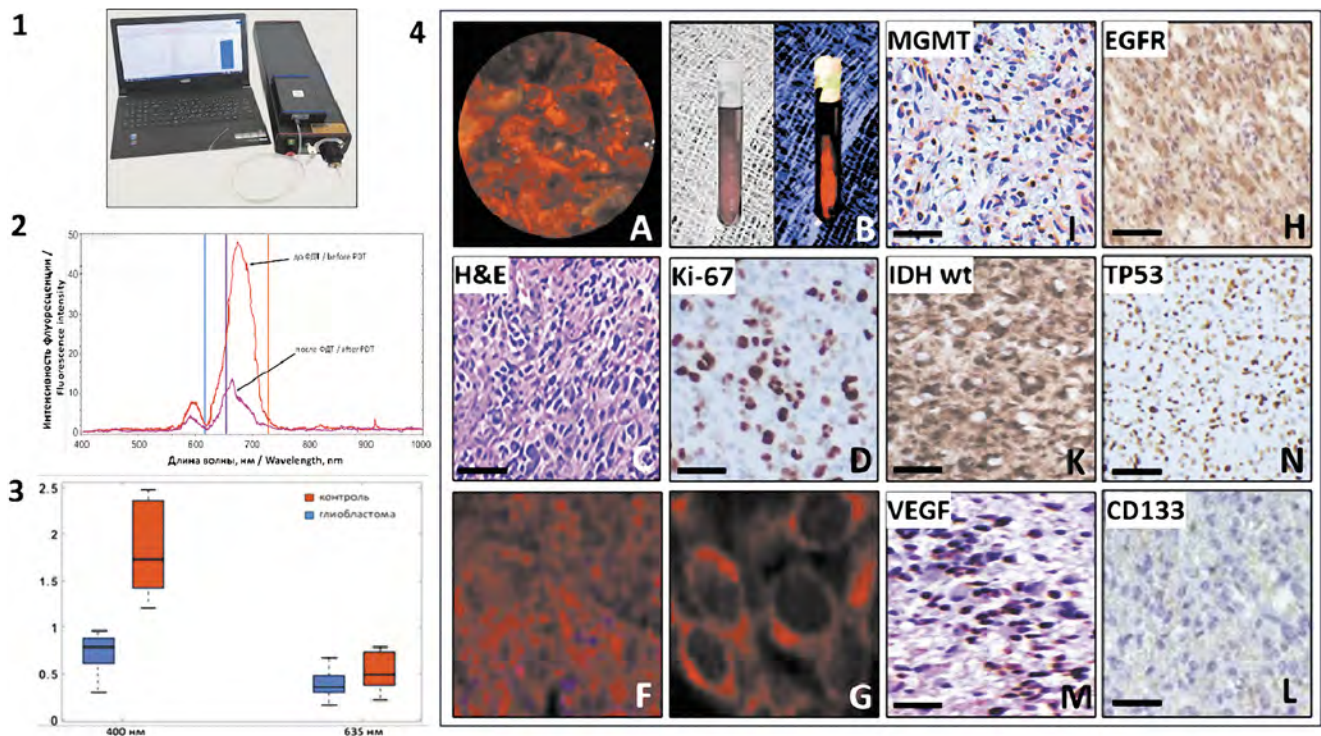 1
2
Интенсивность флуоресценции /
Fluorescence intensity
50
40
30
20
10
0
до ФДТ / before PDT
после ФДТ / after PDT
400
500
600
700
800
900
1000
Длина волны, нм / Wavelength, nm
3
2.5
2
1.5
1
0.5
0
контроль
глиобластома
400 нм
635 нм
4
A
B
MGMT
I
EGFR
H
H&E
C
Ki-67
D
IDH wt
K
TP53
N
F
G
VEGF
M
CD133
L